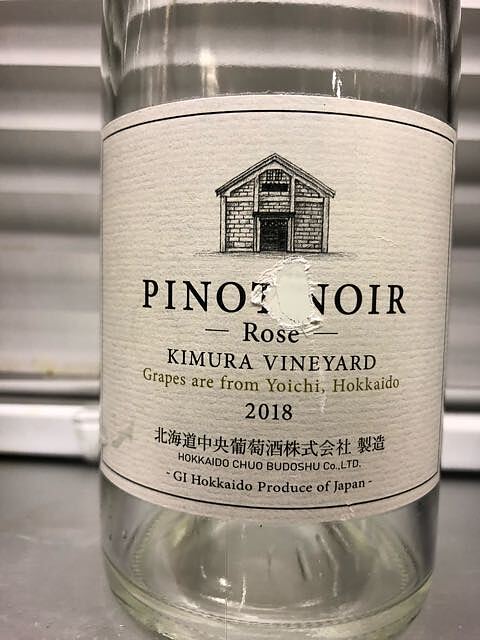 PINOT NOIR
— Rose —
KIMURA VINEYARD
Grapes are from Yoichi, Hokkaido
2018
北海道中央葡萄酒株式会社 製造
HOKKAIDO CHUO BUDOSHU Co.,LTD.
- GI Hokkaido Produce of Japan -